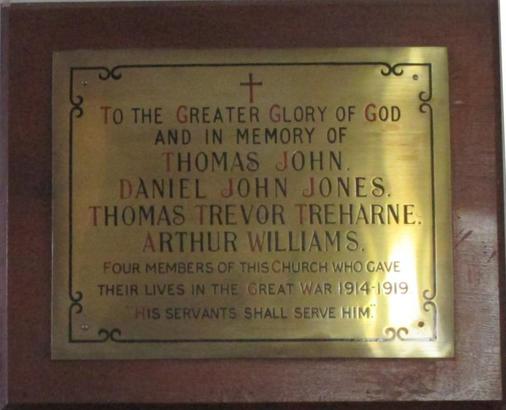 To the Greater Glory of God
and in memory of
Thomas John.
Daniel John Jones.
Thomas Trevor Treharne.
Arthur Williams.
Four members of this Church who gave
their lives in the Great War 1914-1919
"His servants shall serve Him."